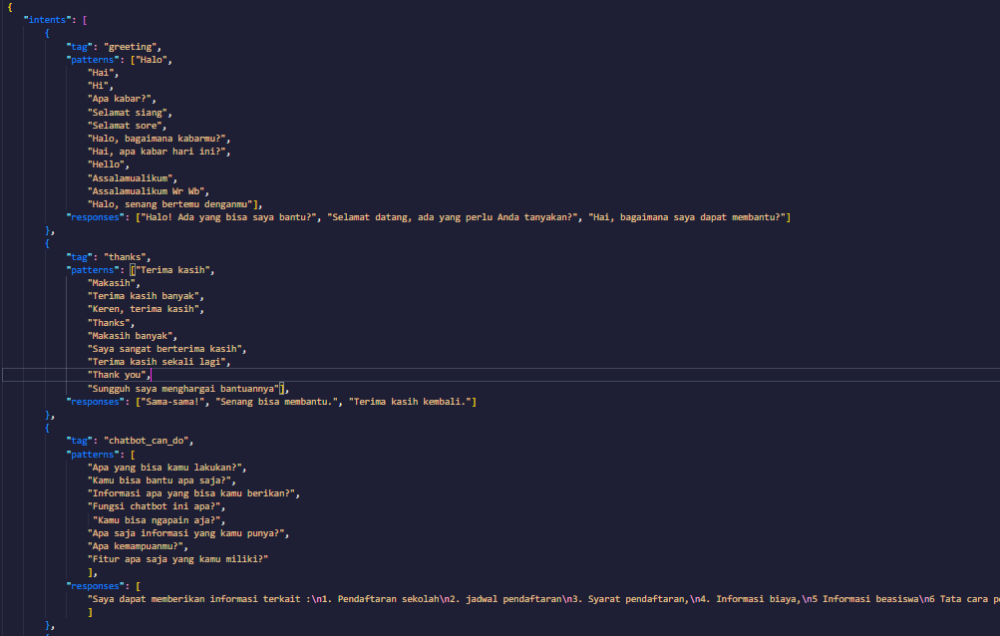 {
"intents": [
{
"tag": "greeting",
"patterns": ["Halo",
"Hai",
"Hi",
"Apa kabar?",
"Selamat siang",
"Selamat sore",
"Halo, bagaimana kabarmu?",
"Hai, apa kabar hari ini?",
"Hello",
"Assalamualikum",
"Assalamualikum Wr Wb",
"Halo, senang bertemu denganmu"],
"responses": ["Halo! Ada yang bisa saya bantu?", "Selamat datang, ada yang perlu Anda tanyakan?", "Hai, bagaimana saya dapat membantu?"]
},
{
"tag": "thanks",
"patterns": ["Terima kasih",
"Makasih",
"Terima kasih banyak",
"Keren, terima kasih",
"Thanks",
"Makasih banyak",
"Saya sangat berterima kasih",
"Terima kasih sekali lagi",
"Thank you",
"Sungguh saya menghargai bantuannya"],
"responses": ["Sama-sama!", "Senang bisa membantu.", "Terima kasih kembali."]
},
{
"tag": "chatbot_can_do",
"patterns": [
"Apa yang bisa kamu lakukan?",
"Kamu bisa bantu apa saja?",
"Informasi apa yang bisa kamu berikan?",
"Fungsi chatbot ini apa?",
"Kamu bisa ngapain aja?",
"Apa saja informasi yang kamu punya?",
"Apa kemampuanmu?",
"Fitur apa saja yang kamu miliki?"
],
"responses": [
"Saya dapat memberikan informasi terkait :\n1. Pendaftaran sekolah\n2. jadwal pendaftaran\n3. Syarat pendaftaran,\n4. Informasi biaya,\n5 Informasi beasiswa\n6 Tata cara
]
},